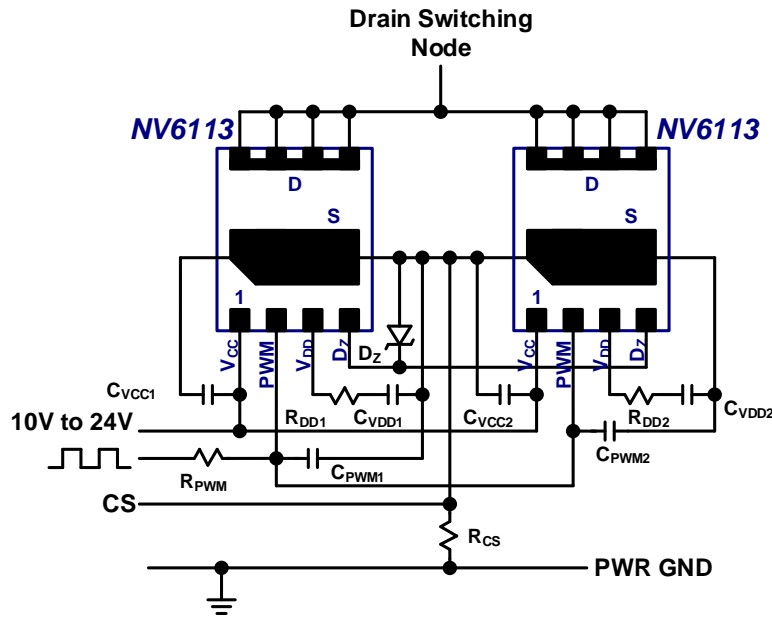 Drain Switching
Node
NV6113
NV6113
D
D
S
S
1
1
VCC
PWM
VDD
DZ
DZ
VCC
PWM
VDD
DZ
CVCC1
RDD1
CVDD1
CVCC2
RDD2
CVDD2
10V to 24V
CPWM2
RPWM
CPWM1
CS
RCS
PWR GND